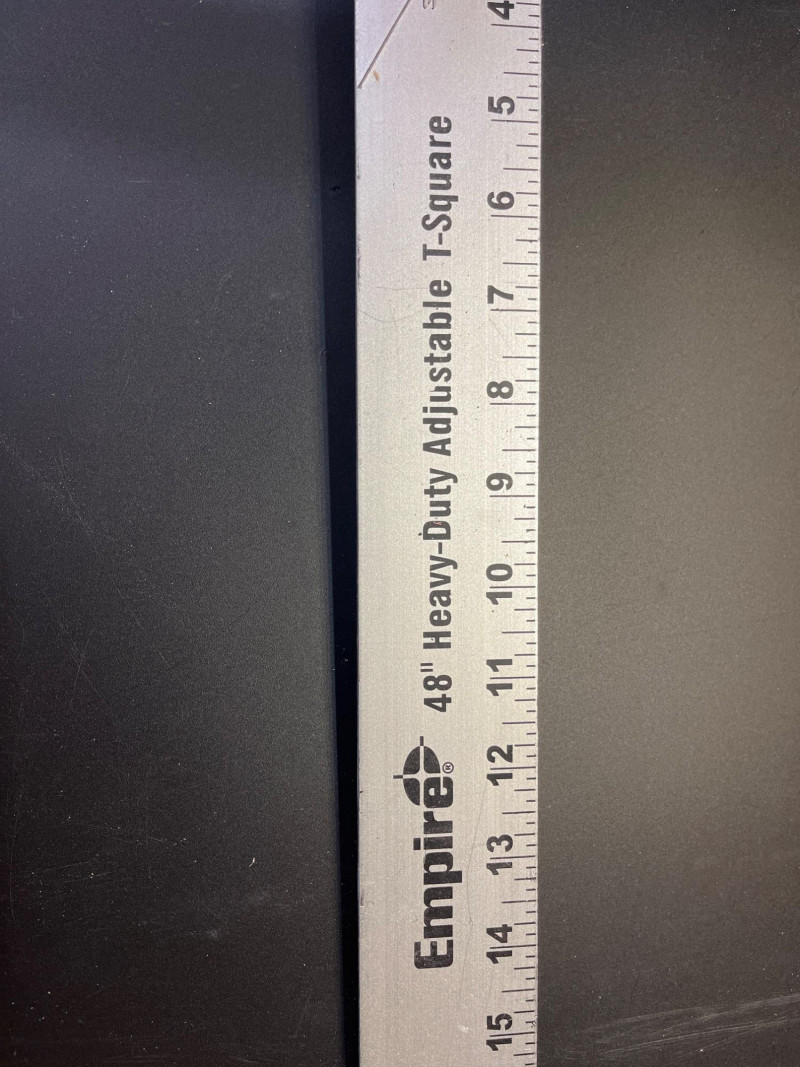 Empire® 48" Heavy-Duty Adjustable T-Square
15 14 13 12 11 10 9 8 7 6 5 4